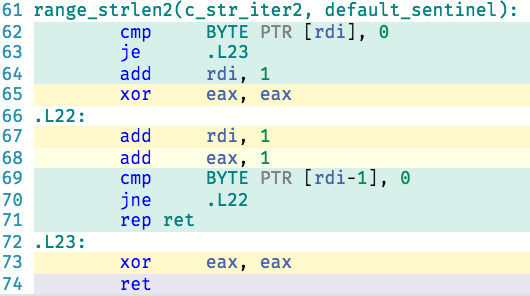 61 range_strlen2(c_str_iter2, default_sentinel):
62 cmp BYTE PTR [rdi], 0
63 je .L23
64 add rdi, 1
65 xor eax, eax
66 .L22:
67 add rdi, 1
68 add eax, 1
69 cmp BYTE PTR [rdi-1], 0
70 jne .L22
71 rep ret
72 .L23:
73 xor eax, eax
74 ret